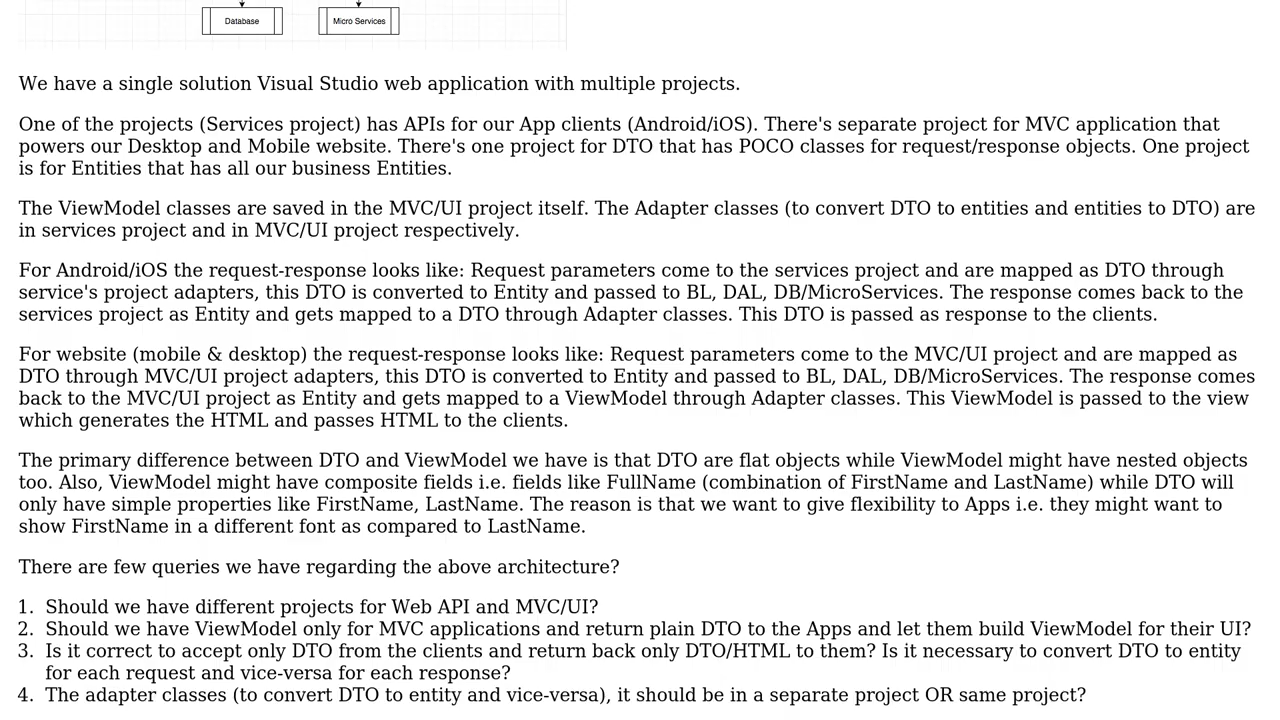 Database
Micro Services
We have a single solution Visual Studio web application with multiple projects.
One of the projects (Services project) has APIs for our App clients (Android/iOS). There's separate project for MVC application that
powers our Desktop and Mobile website. There's one project for DTO that has POCO classes for request/response objects. One project
is for Entities that has all our business Entities.
The ViewModel classes are saved in the MVC/UI project itself. The Adapter classes (to convert DTO to entities and entities to DTO) are
in services project and in MVC/UI project respectively.
For Android/iOS the request-response looks like: Request parameters come to the services project and are mapped as DTO through
service's project adapters, this DTO is converted to Entity and passed to BL, DAL, DB/MicroServices. The response comes back to the
services project as Entity and gets mapped to a DTO through Adapter classes. This DTO is passed as response to the clients.
For website (mobile & desktop) the request-response looks like: Request parameters come to the MVC/UI project and are mapped as
DTO through MVC/UI project adapters, this DTO is converted to Entity and passed to BL, DAL, DB/MicroServices. The response comes
back to the MVC/UI project as Entity and gets mapped to a ViewModel through Adapter classes. This ViewModel is passed to the view
which generates the HTML and passes HTML to the clients.
The primary difference between DTO and ViewModel we have is that DTO are flat objects while ViewModel might have nested objects
too. Also, ViewModel might have composite fields i.e. fields like FullName (combination of FirstName and LastName) while DTO will
only have simple properties like FirstName, LastName. The reason is that we want to give flexibility to Apps i.e. they might want to
show FirstName in a different font as compared to LastName.
There are few queries we have regarding the above architecture?
1. Should we have different projects for Web API and MVC/UI?
2. Should we have ViewModel only for MVC applications and return plain DTO to the Apps and let them build ViewModel for their UI?
3. Is it correct to accept only DTO from the clients and return back only DTO/HTML to them? Is it necessary to convert DTO to entity
for each request and vice-versa for each response?
4. The adapter classes (to convert DTO to entity and vice-versa), it should be in a separate project OR same project?